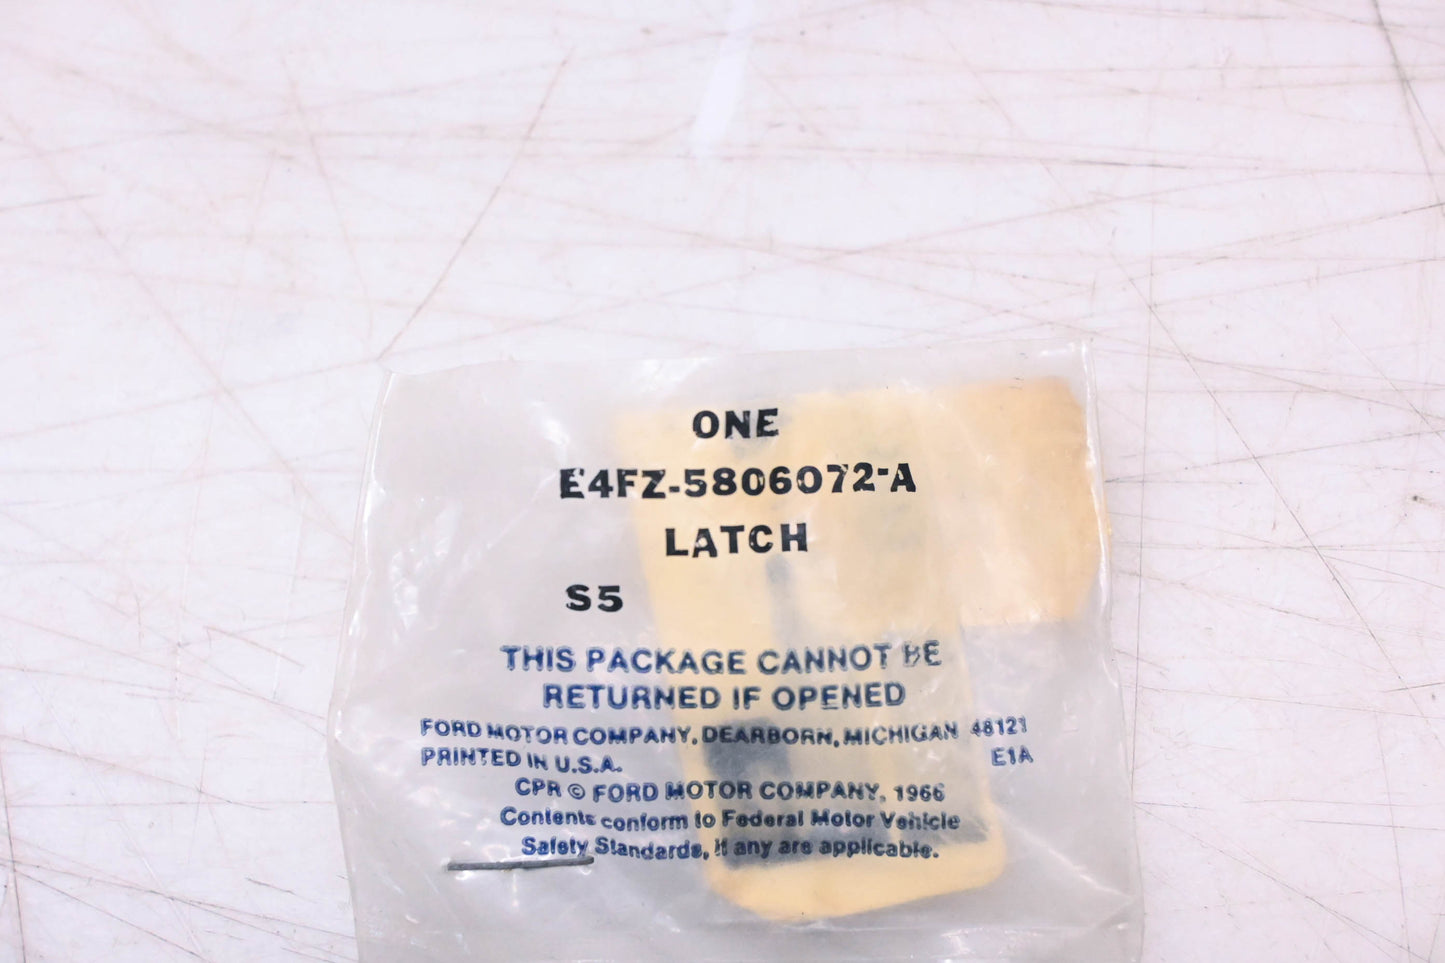 ONE
E4FZ-5806072-A
LATCH
S5
THIS PACKAGE CANNOT BE
RETURNED IF OPENED
FORD MOTOR COMPANY, DEARBORN, MICHIGAN 48121
PRINTED IN U.S.A. E1A
CPR © FORD MOTOR COMPANY, 1966
Contents conform to Federal Motor Vehicle
Safety Standards, if any are applicable.